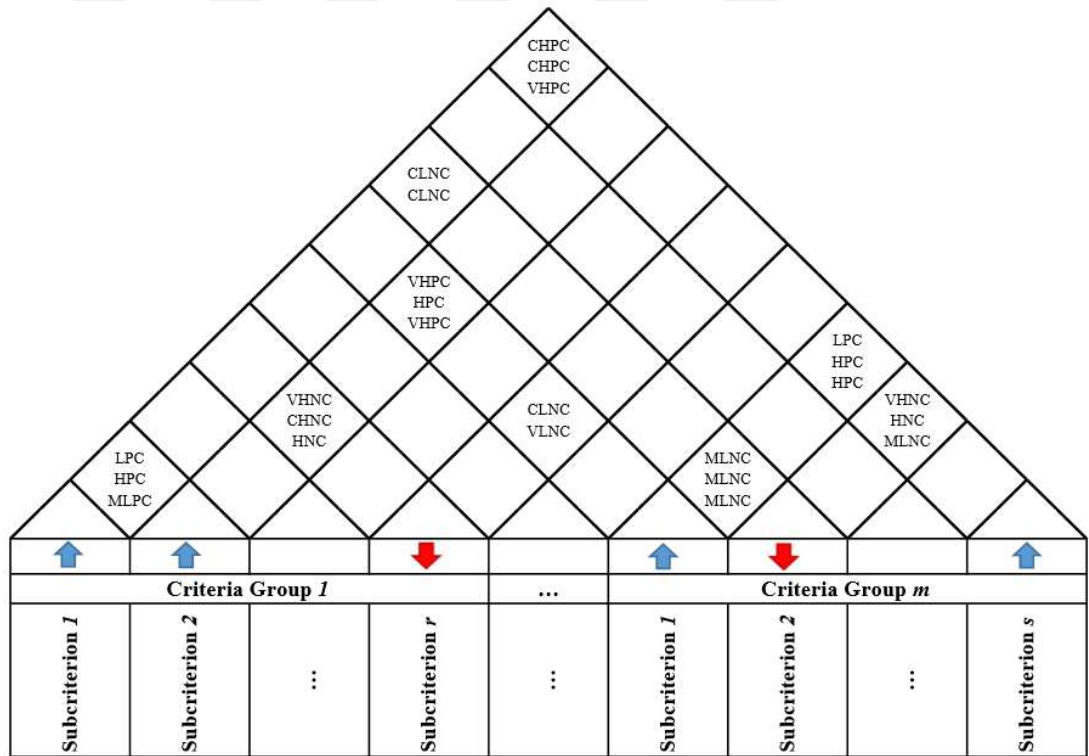 CHPC
CHPC
VHPC
CLNC
CLNC
VHPC
HPC
VHPC
LPC
HPC
HPC
VHNC
CHNC
HNC
CLNC
VLNC
VHNC
HNC
MLNC
LPC
HPC
MLPC
MLNC
MLNC
MLNC
Criteria Group 1
...
Criteria Group m
Subcriterion 1
Subcriterion 2
...
Subcriterion r
...
Subcriterion 1
Subcriterion 2
...
Subcriterion s